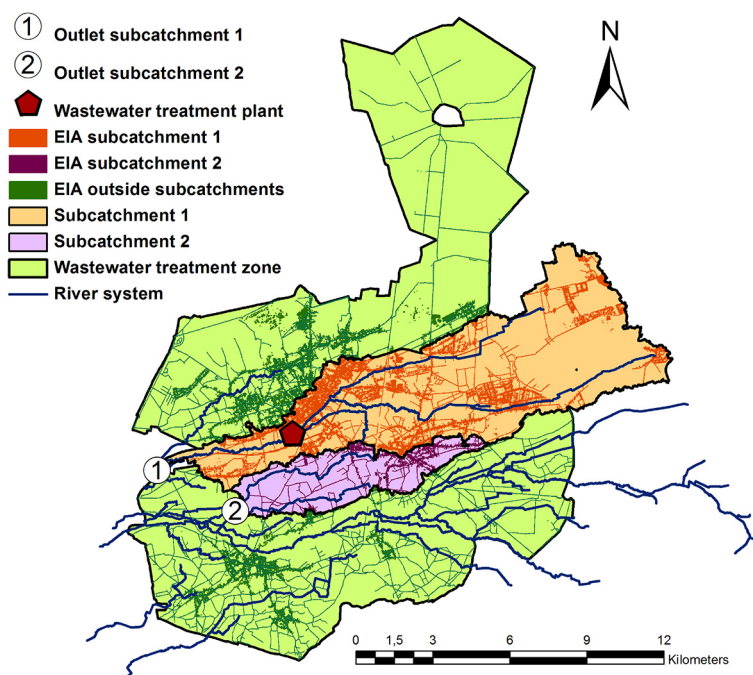 1 Outlet subcatchment 1
2 Outlet subcatchment 2
Wastewater treatment plant
EIA subcatchment 1
EIA subcatchment 2
EIA outside subcatchments
Subcatchment 1
Subcatchment 2
Wastewater treatment zone
River system
N
1
2
0 1,5 3 6 9 12
Kilometers